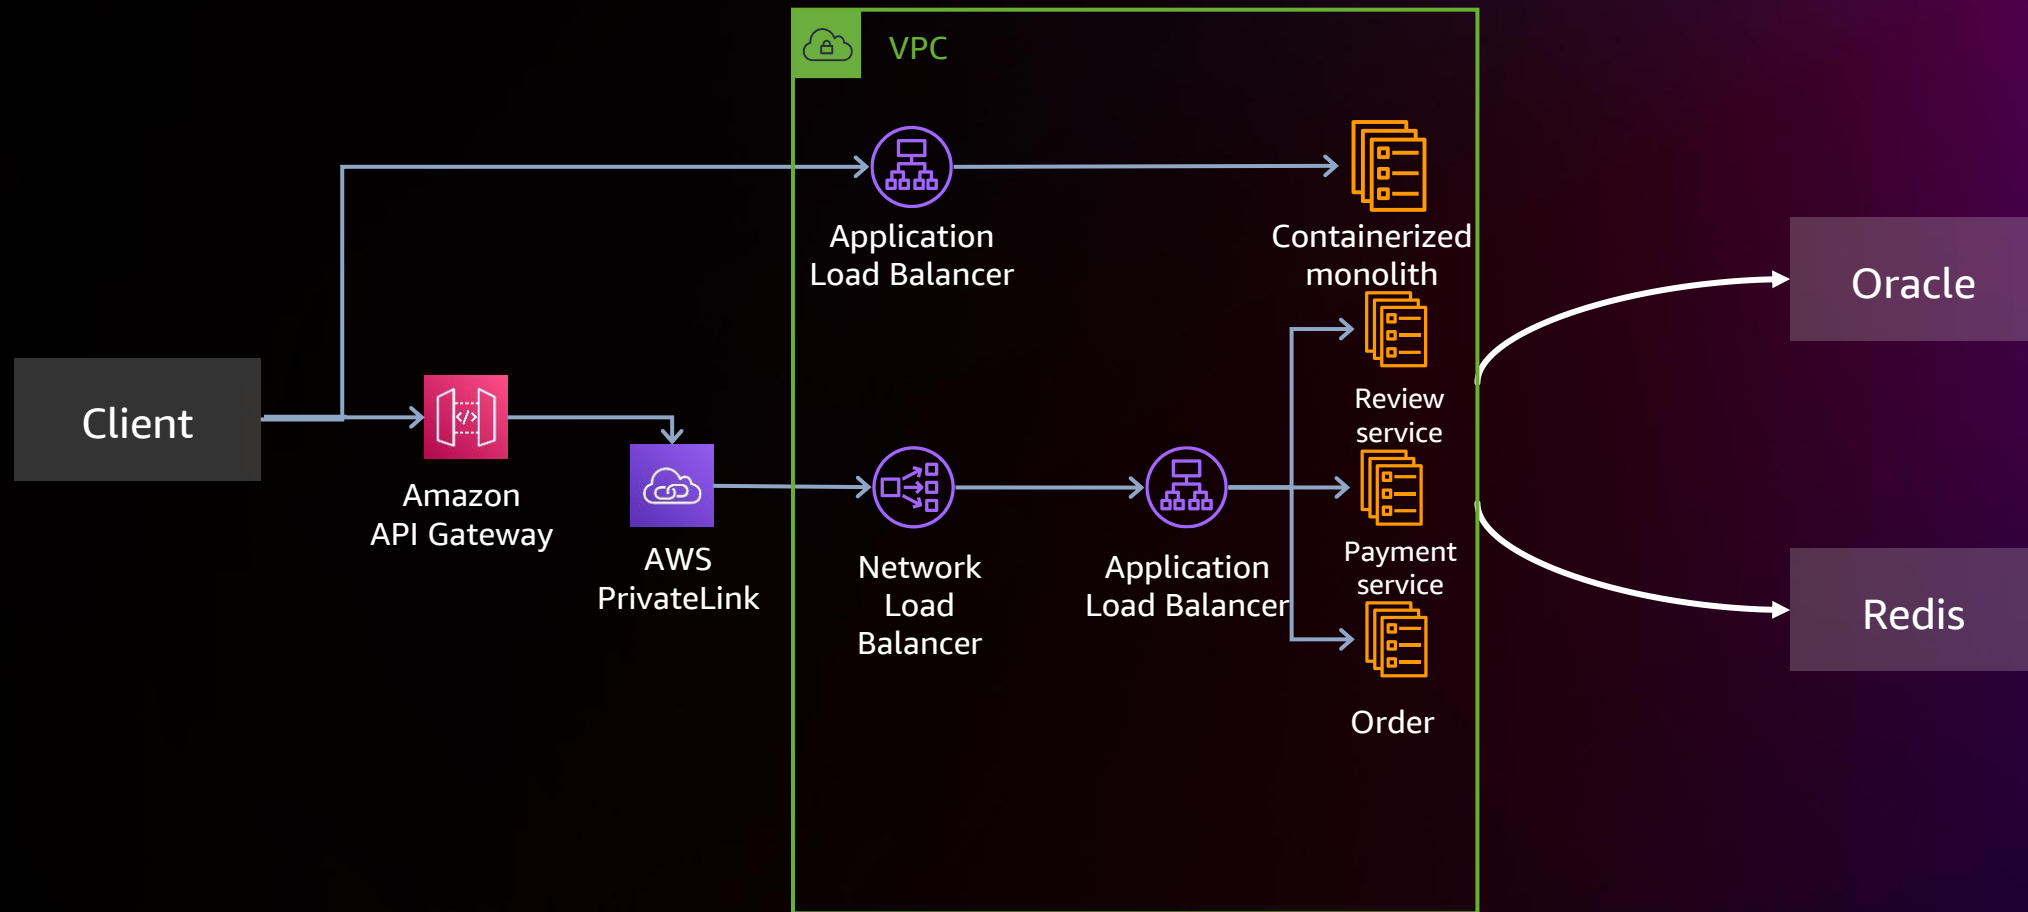 VPC
Application
Load Balancer
Containerized
monolith
Oracle
Client
Amazon
API Gateway
AWS
PrivateLink
Network
Load
Balancer
Application
Load Balancer
Review
service
Payment
service
Order
Redis